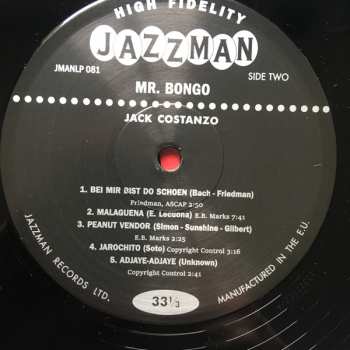 HIGH FIDELITY
JAZZMAN
JMANLP 081
SIDE TWO
MR. BONGO
JACK COSTANZO
1. BEI MIR DIST DO SCHOEN (Bach - Friedman)
Friedman, ASCAP 2:50
2. MALAGUENA (E. Lecuona) E.B. Marks 7:41
3. PEANUT VENDOR (Simon - Sunshine - Gilbert)
E.B. Marks 2:25
4. JAROCHITO (Soto) Copyright Control 3:16
5. ADJAYE-ADJAYE (Unknown)
Copyright Control 2:41
JAZZMAN RECORDS LTD.
33⅓
MANUFACTURED IN THE E.U.